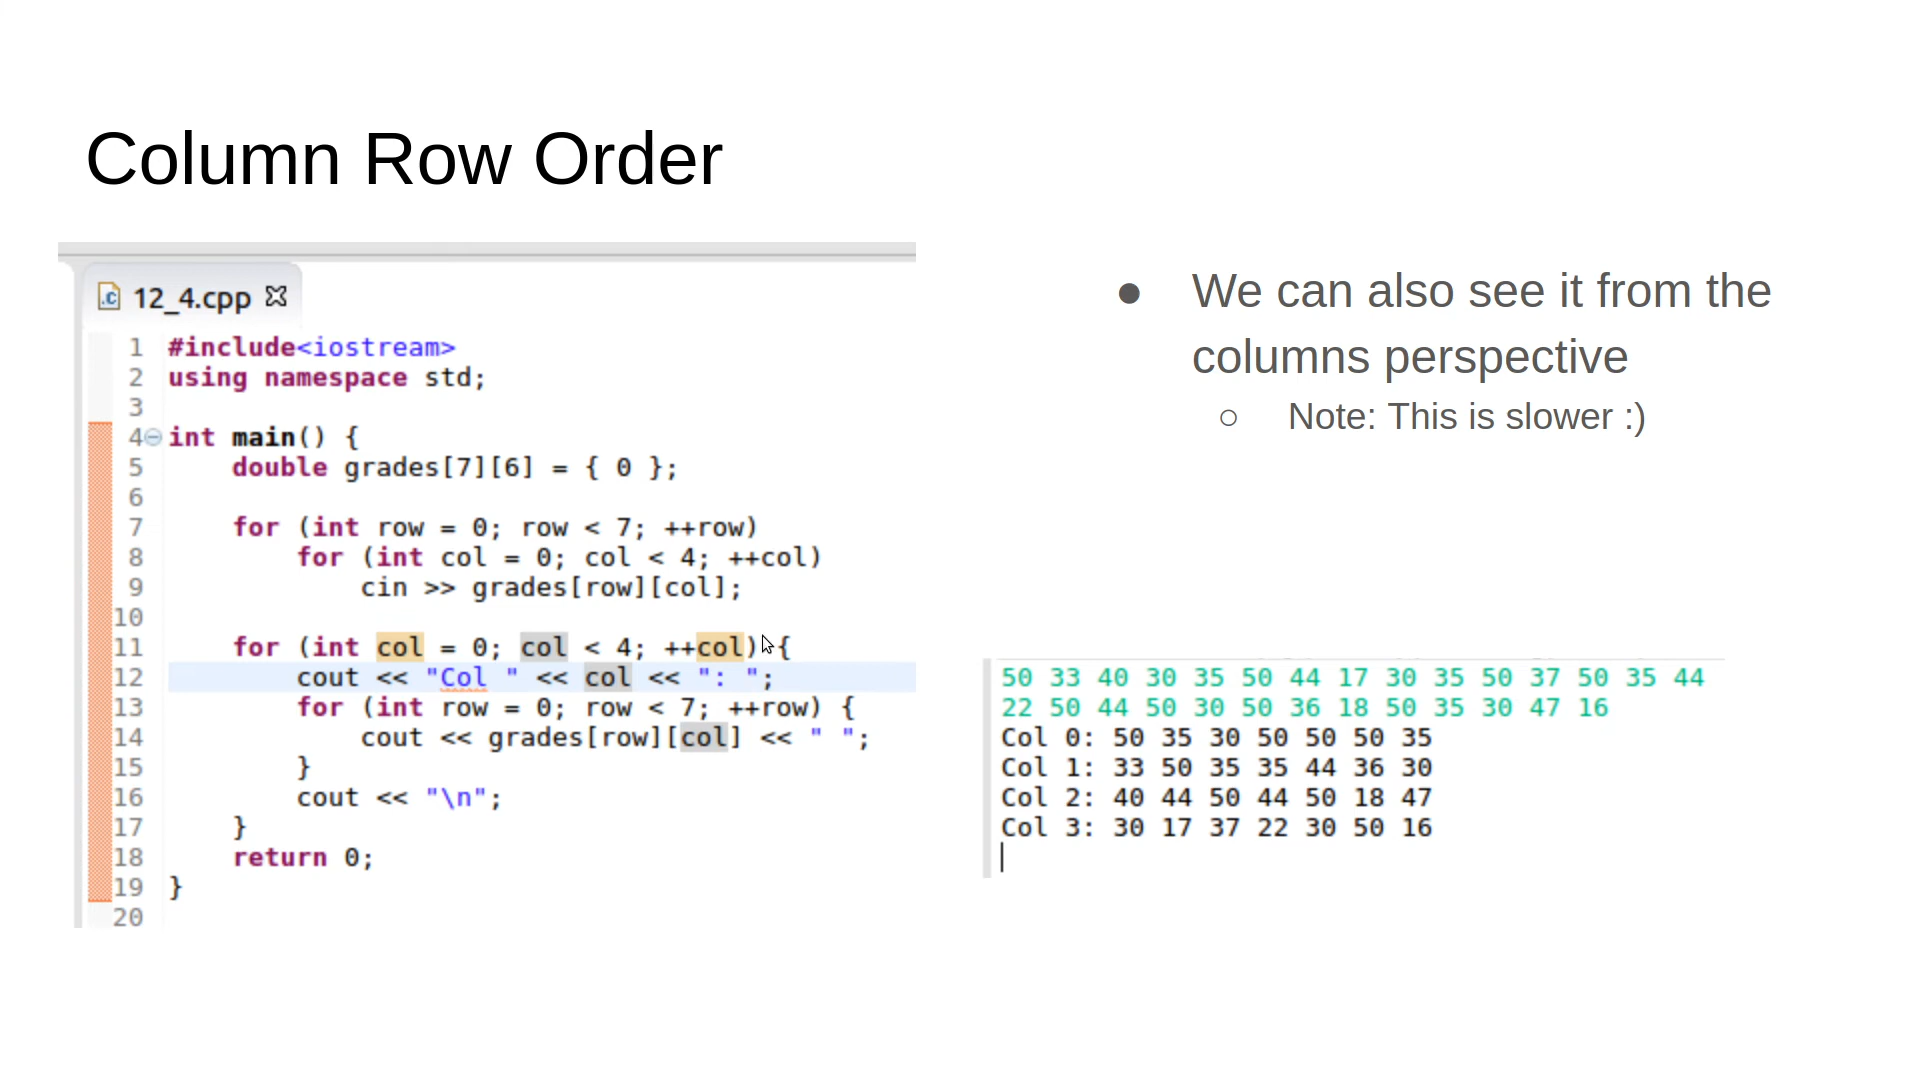 Column Row Order
12_4.cpp
1 #include<iostream>
2 using namespace std;
3
4 int main() {
5     double grades[7][6] = { 0 };
6
7     for (int row = 0; row < 7; ++row)
8         for (int col = 0; col < 4; ++col)
9             cin >> grades[row][col];
10
11     for (int col = 0; col < 4; ++col) {
12         cout << "Col " << col << ": ";
13         for (int row = 0; row < 7; ++row) {
14             cout << grades[row][col] << " ";
15         }
16         cout << "\n";
17     }
18     return 0;
19 }
20
● We can also see it from the
columns perspective
○ Note: This is slower :)
50 33 40 30 35 50 44 17 30 35 50 37 50 35 44
22 50 44 50 30 50 36 18 50 35 30 47 16
Col 0: 50 35 30 50 50 50 35
Col 1: 33 50 35 35 44 36 30
Col 2: 40 44 50 44 50 18 47
Col 3: 30 17 37 22 30 50 16